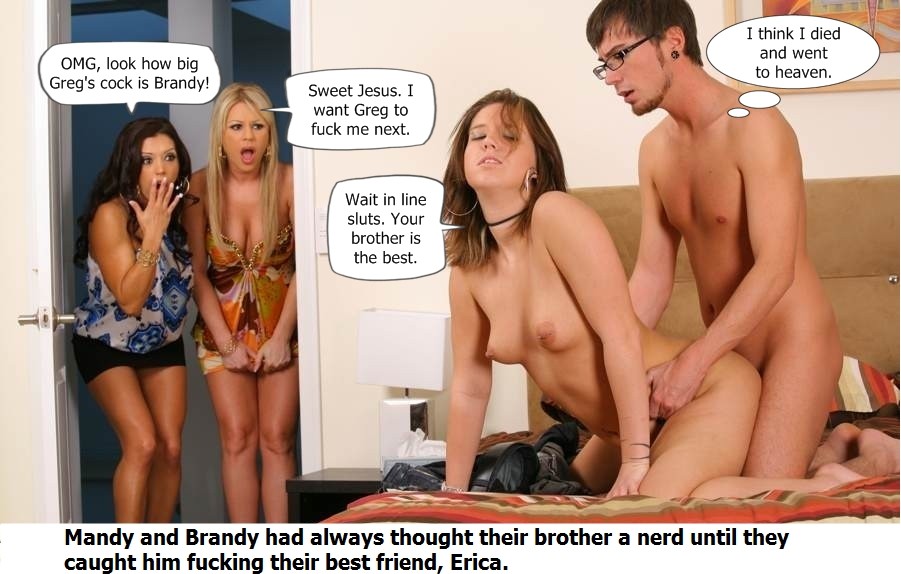 OMG, look how big
Greg's cock is Brandy!
Sweet Jesus. I
want Greg to
fuck me next.
I think I died
and went
to heaven.
Wait in line
sluts. Your
brother is
the best.
Mandy and Brandy had always thought their brother a nerd until they
caught him fucking their best friend, Erica.